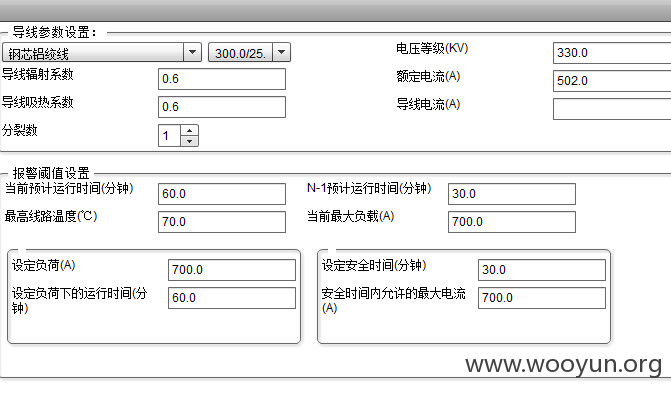 导线参数设置：
钢芯铝绞线 300.0/25. 电压等级(KV) 330.0
导线辐射系数 0.6 额定电流(A) 502.0
导线吸热系数 0.6 导线电流(A)
分裂数 1
报警阈值设置
当前预计运行时间(分钟) 60.0 N-1预计运行时间(分钟) 30.0
最高线路温度(℃) 70.0 当前最大负载(A) 700.0
设定负荷(A) 700.0 设定安全时间(分钟) 30.0
设定负荷下的运行时间(分 60.0 安全时间内允许的最大电流 700.0
钟) (A)
www.wooyun.org